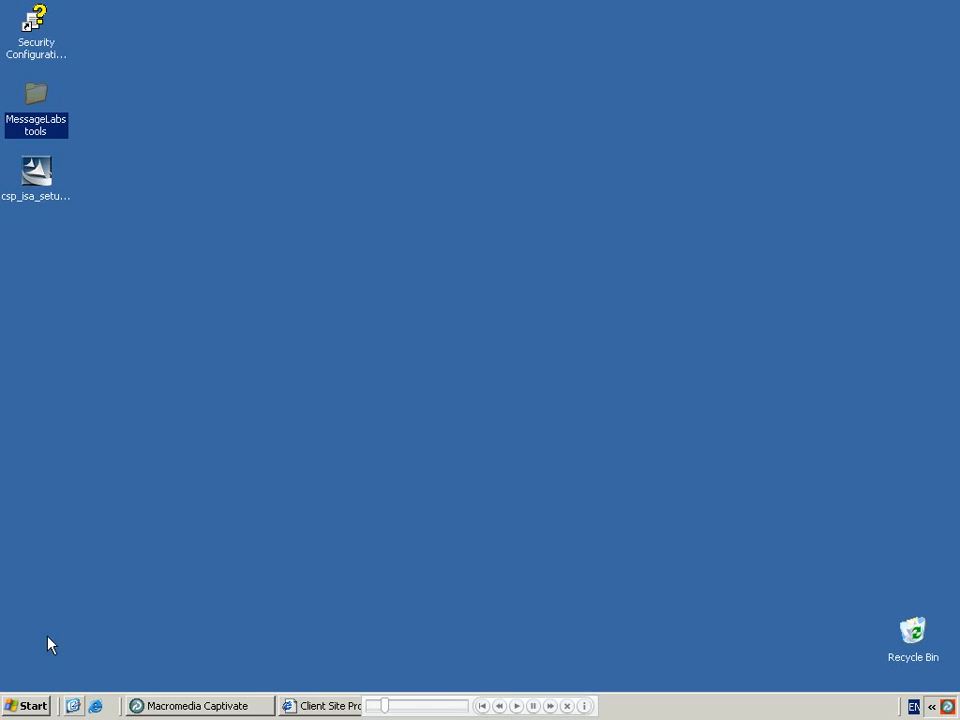 Security
Configurati...
MessageLabs
tools
csp_isa_setu...
Recycle Bin
Start
Macromedia Captivate
Client Site Pro
EN
«